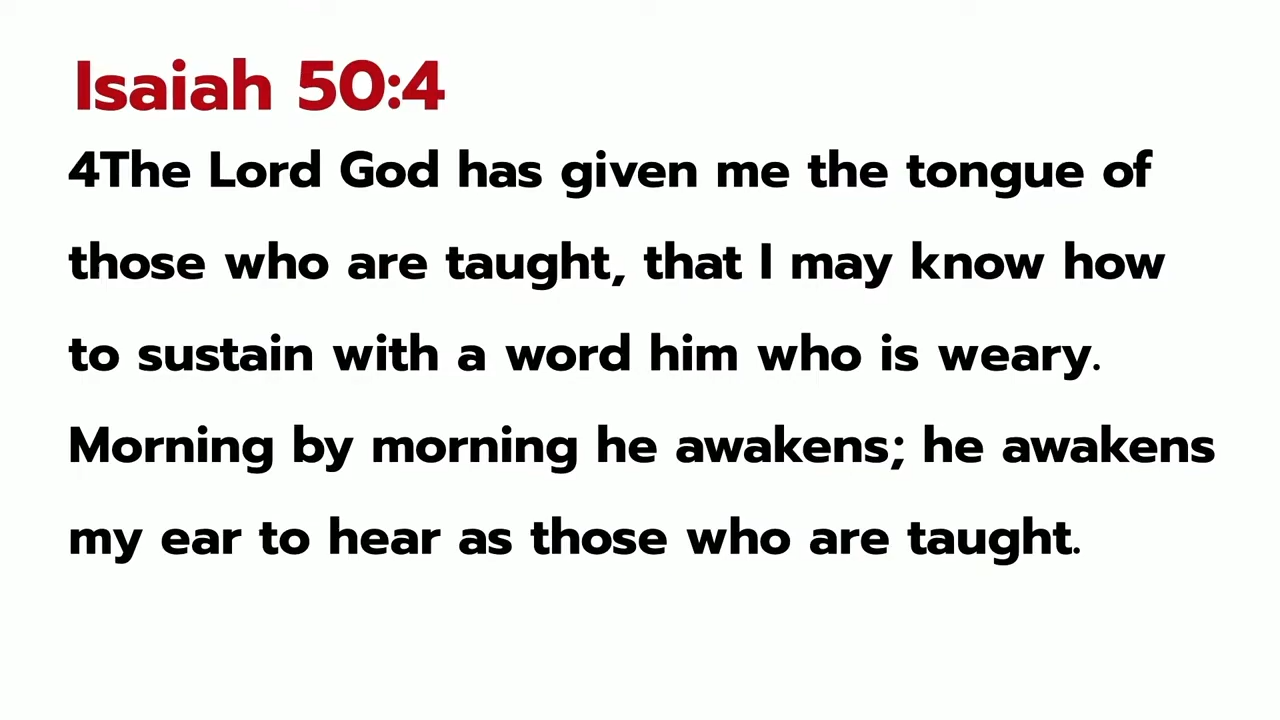 Isaiah 50:4
4The Lord God has given me the tongue of
those who are taught, that I may know how
to sustain with a word him who is weary.
Morning by morning he awakens; he awakens
my ear to hear as those who are taught.